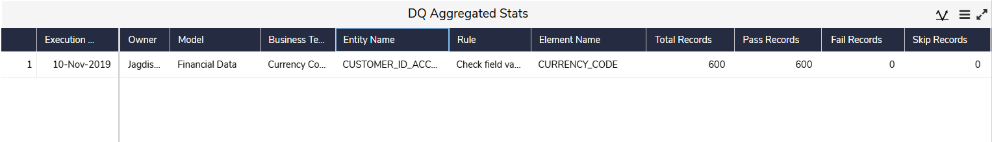 DQ Aggregated Stats
Execution ... Owner Model Business Te... Entity Name Rule Element Name Total Records Pass Records Fail Records Skip Records
1 10-Nov-2019 Jagdis... Financial Data Currency Co... CUSTOMER_ID_ACC... Check field va... CURRENCY_CODE 600 600 0 0